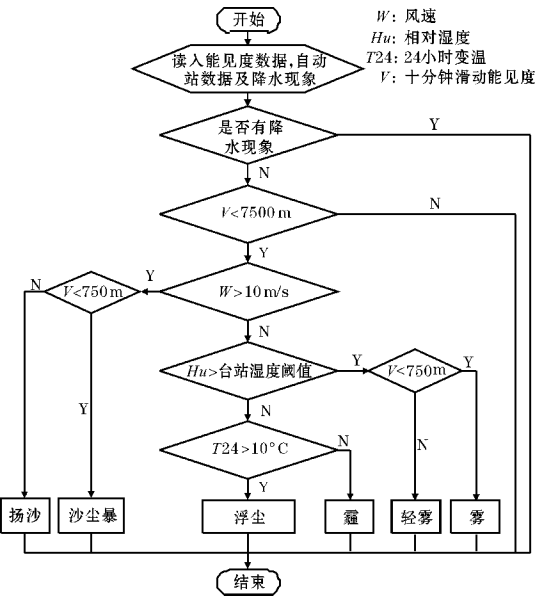 开始
W：风速
Hu：相对湿度
T24：24小时变温
V：十分钟滑动能见度
读入能见度数据，自动
站数据及降水现象
是否有降
水现象
Y
N
V<7500m
N
Y
W>10m/s
Y
V<750m
N
Y
N
Hu>台站湿度阈值
Y
V<750m
Y
N
N
T24>10°C
N
Y
扬沙
沙尘暴
浮尘
霾
轻雾
雾
结束